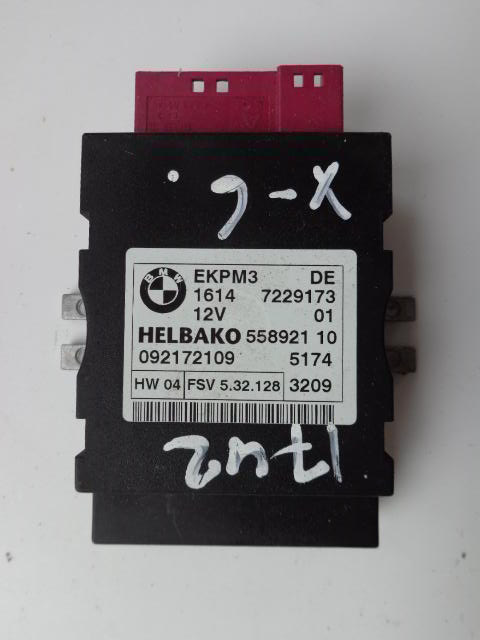 BMW
EKPM3 DE
1614 7229173
12V 01
HELBAKO 558921 10
092172109 5174
HW 04 FSV 5.32.128 3209